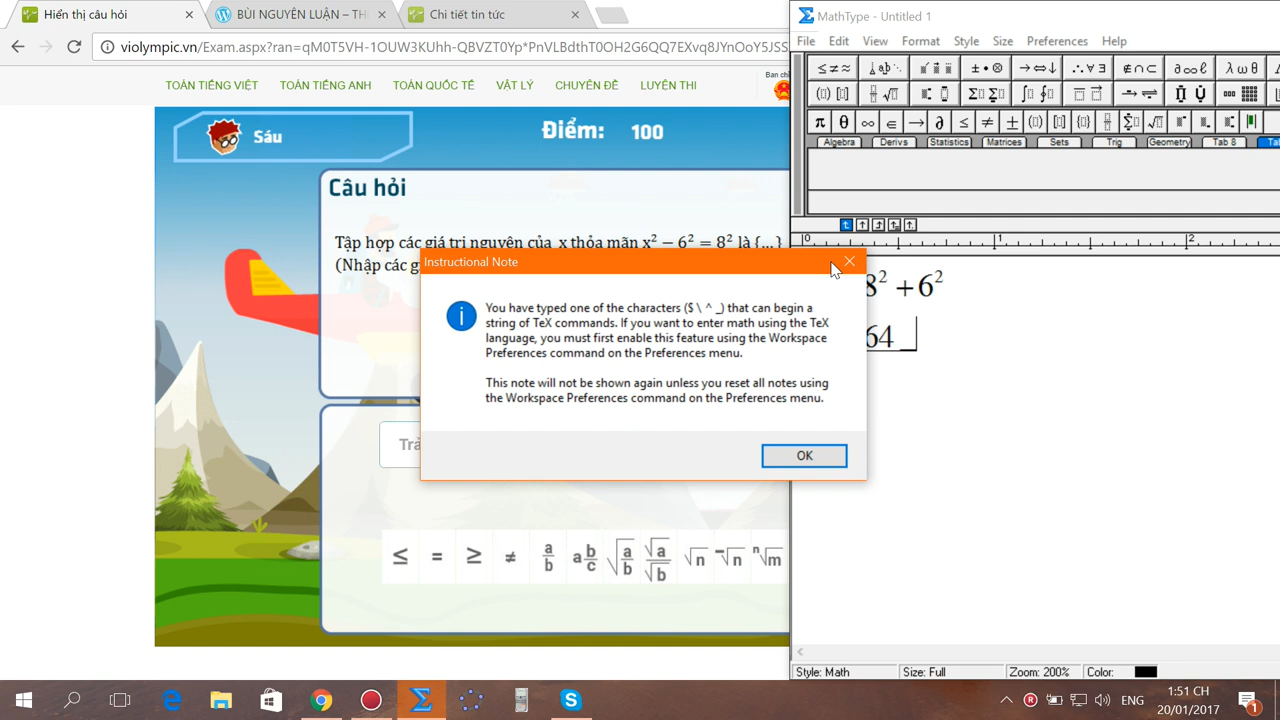 Hiển thị câu hỏi
BÙI NGUYÊN LUẬN – TH
Chi tiết tin tức
violympic.vn/Exam.aspx?ran=qM0T5VH-1OUW3KUhh-QBVZT0Yp*PnVLBdthT0OH2G6QQ7EXvq8JYnOoY5JSS
TOÁN TIẾNG VIỆT
TOÁN TIẾNG ANH
TOÁN QUỐC TẾ
VẬT LÝ
CHUYÊN ĐỀ
LUYỆN THI
Ban ch
Sáu
Điểm: 100
Câu hỏi
Tập hợp các giá trị nguyên của x thỏa mãn x² − 6² = 8² là {...}
(Nhập các g
Trả
≤ = ≥ ≠ a/b a b/c √a/b √a/√b √n −√n ⁿ√m
Instructional Note
You have typed one of the characters ($ \ ^ _) that can begin a
string of TeX commands. If you want to enter math using the TeX
language, you must first enable this feature using the Workspace
Preferences command on the Preferences menu.
This note will not be shown again unless you reset all notes using
the Workspace Preferences command on the Preferences menu.
OK
MathType - Untitled 1
File Edit View Format Style Size Preferences Help
Algebra Derivs Statistics Matrices Sets Trig Geometry Tab 8
0 1 2
8² + 6²
64
Style: Math
Size: Full
Zoom: 200%
Color:
ENG
1:51 CH
20/01/2017